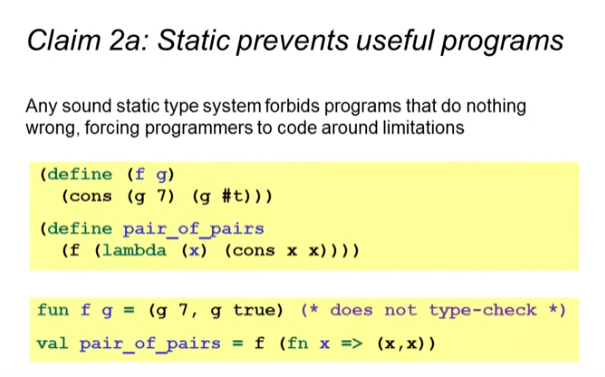 Claim 2a: Static prevents useful programs
Any sound static type system forbids programs that do nothing
wrong, forcing programmers to code around limitations
(define (f g)
(cons (g 7) (g #t)))
(define pair_of_pairs
(f (lambda (x) (cons x x))))
fun f g = (g 7, g true) (* does not type-check *)
val pair_of_pairs = f (fn x => (x,x))